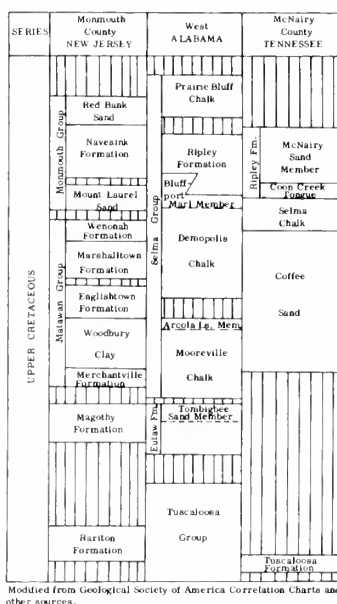 SERIES
Monmouth
County
NEW JERSEY
West
ALABAMA
McNairy
County
TENNESSEE
UPPER CRETACEOUS
Monmouth Group
Red Bank
Sand
Navesink
Formation
Mount Laurel
Sand
Matawan Group
Wenonah
Formation
Marshalltown
Formation
Englishtown
Formation
Woodbury
Clay
Merchantville
Formation
Magothy
Formation
Rariton
Formation
Selma Group
Prairie Bluff
Chalk
Ripley
Formation
Bluff-
port
Marl Member
Demopolis
Chalk
Arcola Ls. Mem.
Mooreville
Chalk
Eutaw Fm.
Tombigbee
Sand Member
Tuscaloosa
Group
Ripley Fm.
McNairy
Sand
Member
Coon Creek
Tongue
Selma
Chalk
Coffee
Sand
Tuscaloosa
Formation
Modified from Geological Society of America Correlation Charts and
other sources.